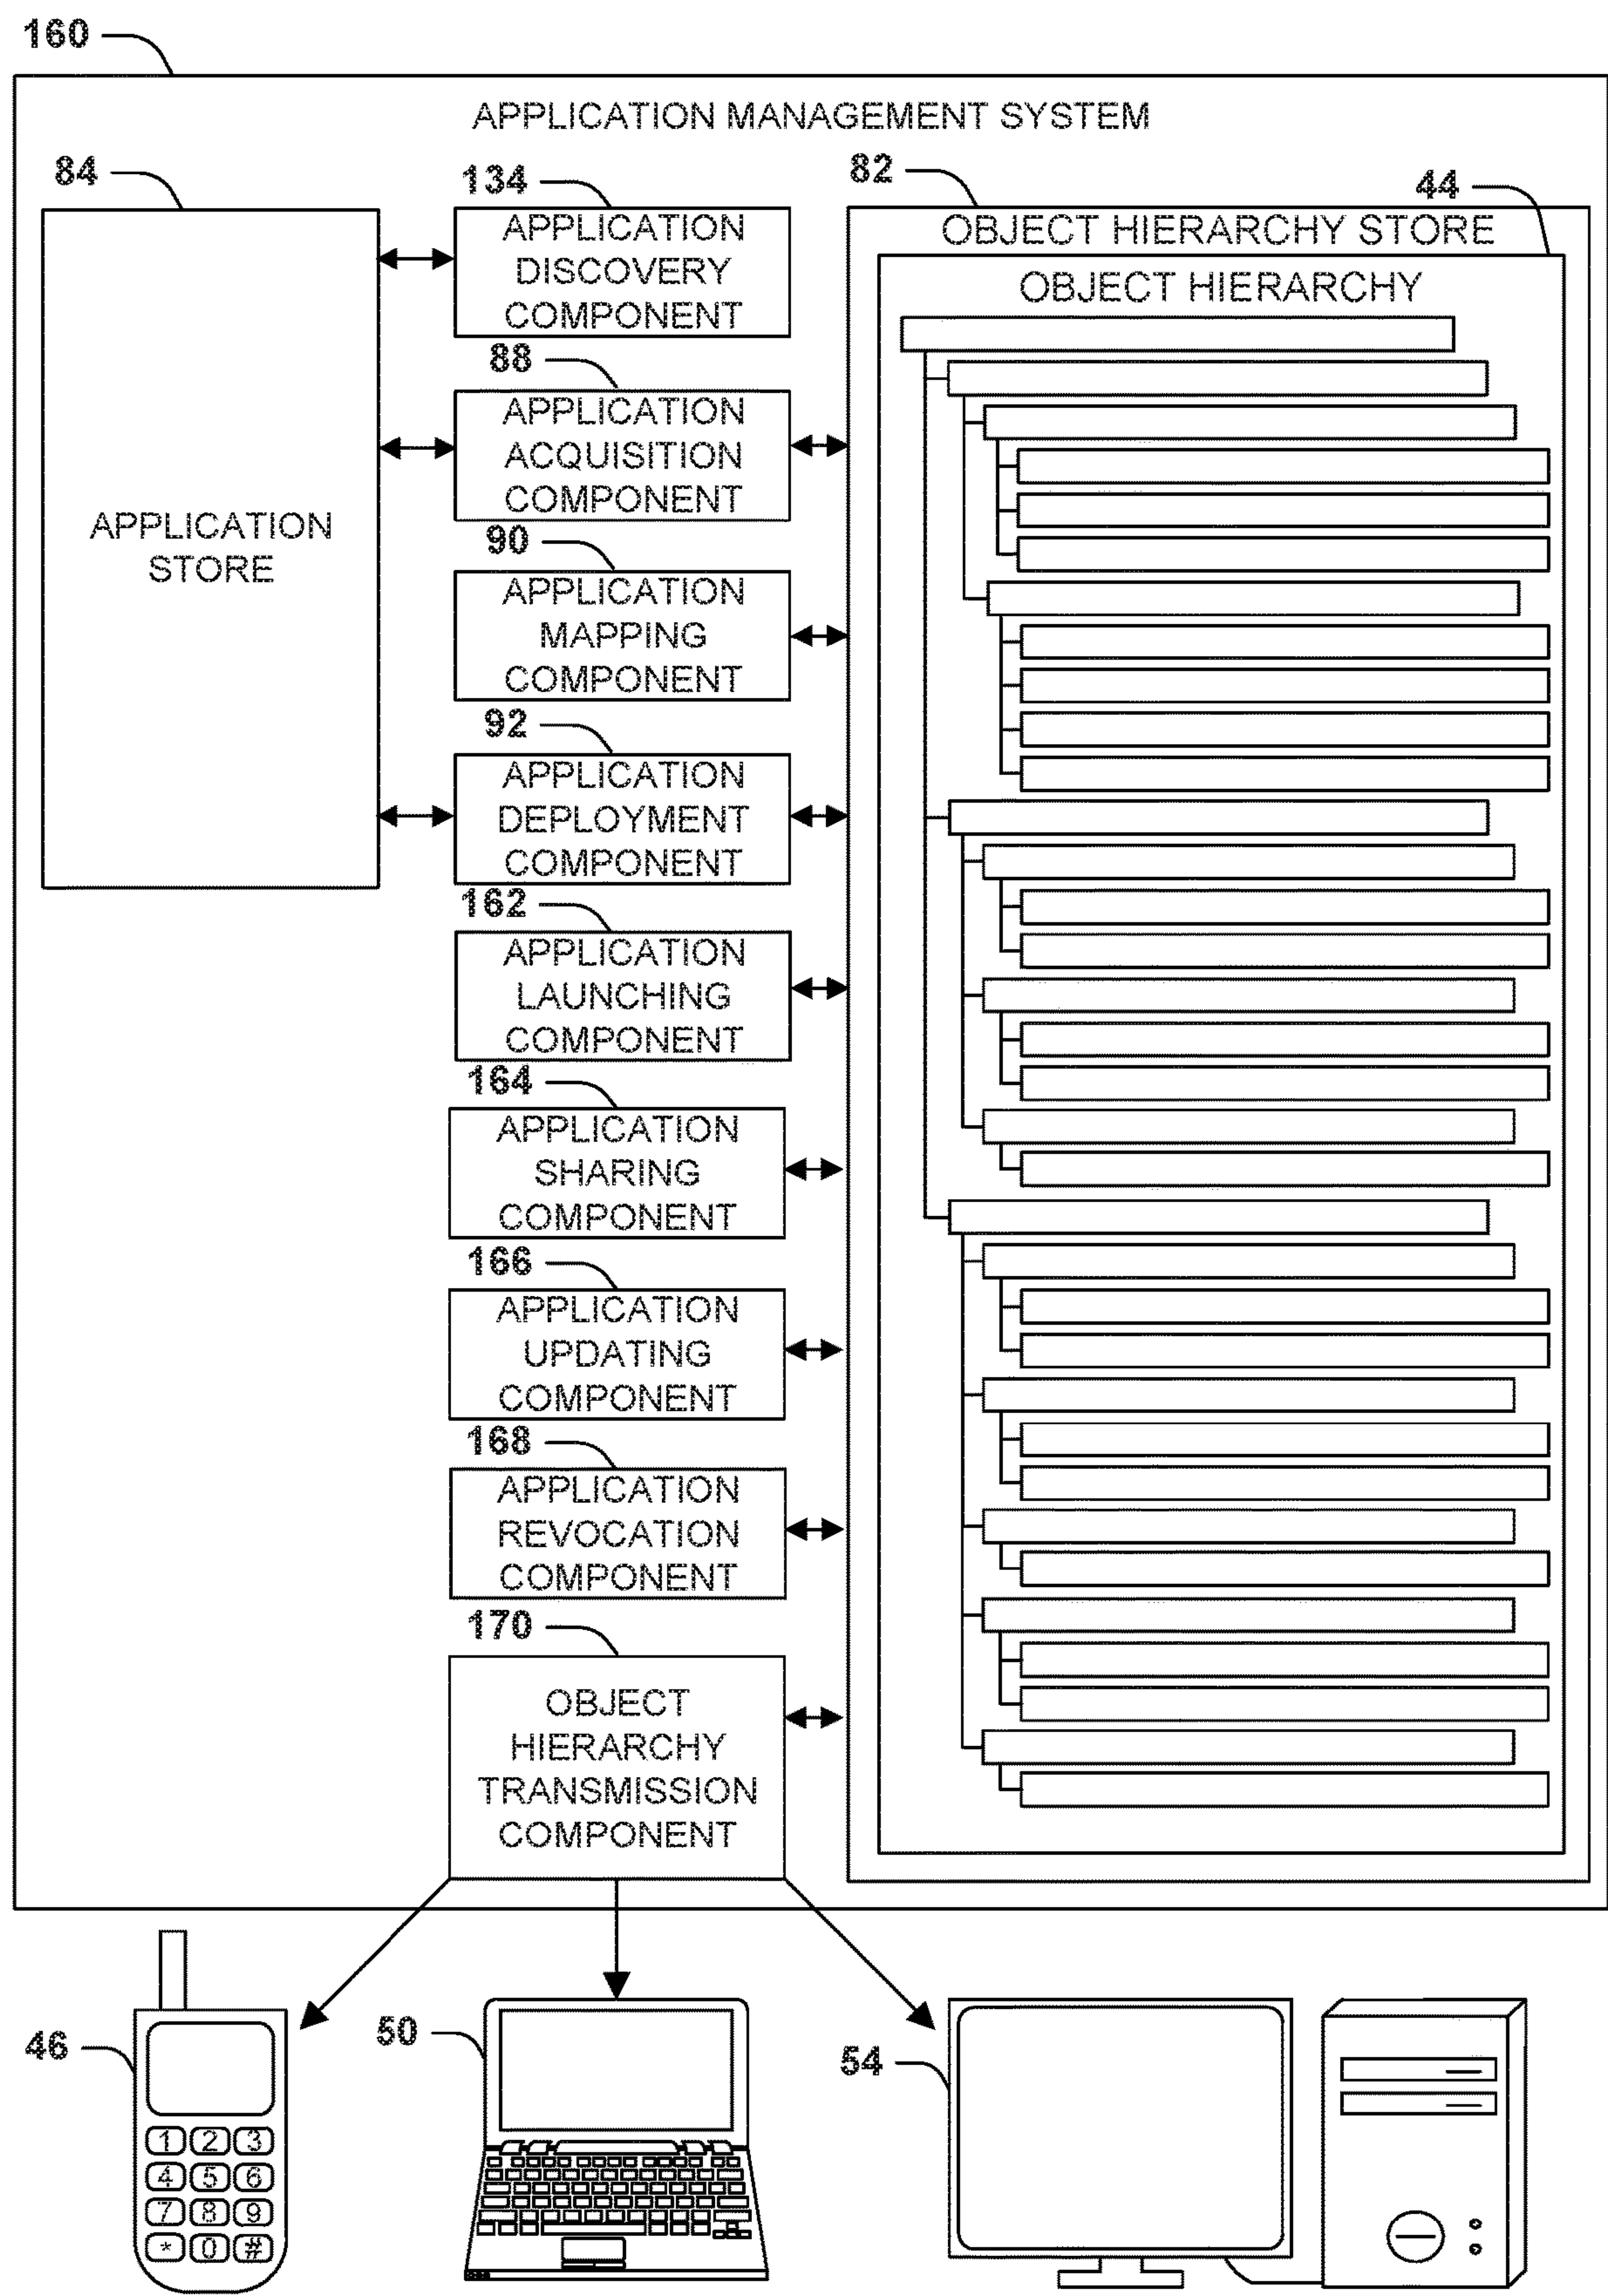 160
APPLICATION MANAGEMENT SYSTEM
84
APPLICATION
STORE
134
APPLICATION
DISCOVERY
COMPONENT
88
APPLICATION
ACQUISITION
COMPONENT
90
APPLICATION
MAPPING
COMPONENT
92
APPLICATION
DEPLOYMENT
COMPONENT
162
APPLICATION
LAUNCHING
COMPONENT
164
APPLICATION
SHARING
COMPONENT
166
APPLICATION
UPDATING
COMPONENT
168
APPLICATION
REVOCATION
COMPONENT
170
OBJECT
HIERARCHY
TRANSMISSION
COMPONENT
82
OBJECT HIERARCHY STORE
44
OBJECT HIERARCHY
46
1 2 3
4 5 6
7 8 9
* 0 #
50
54